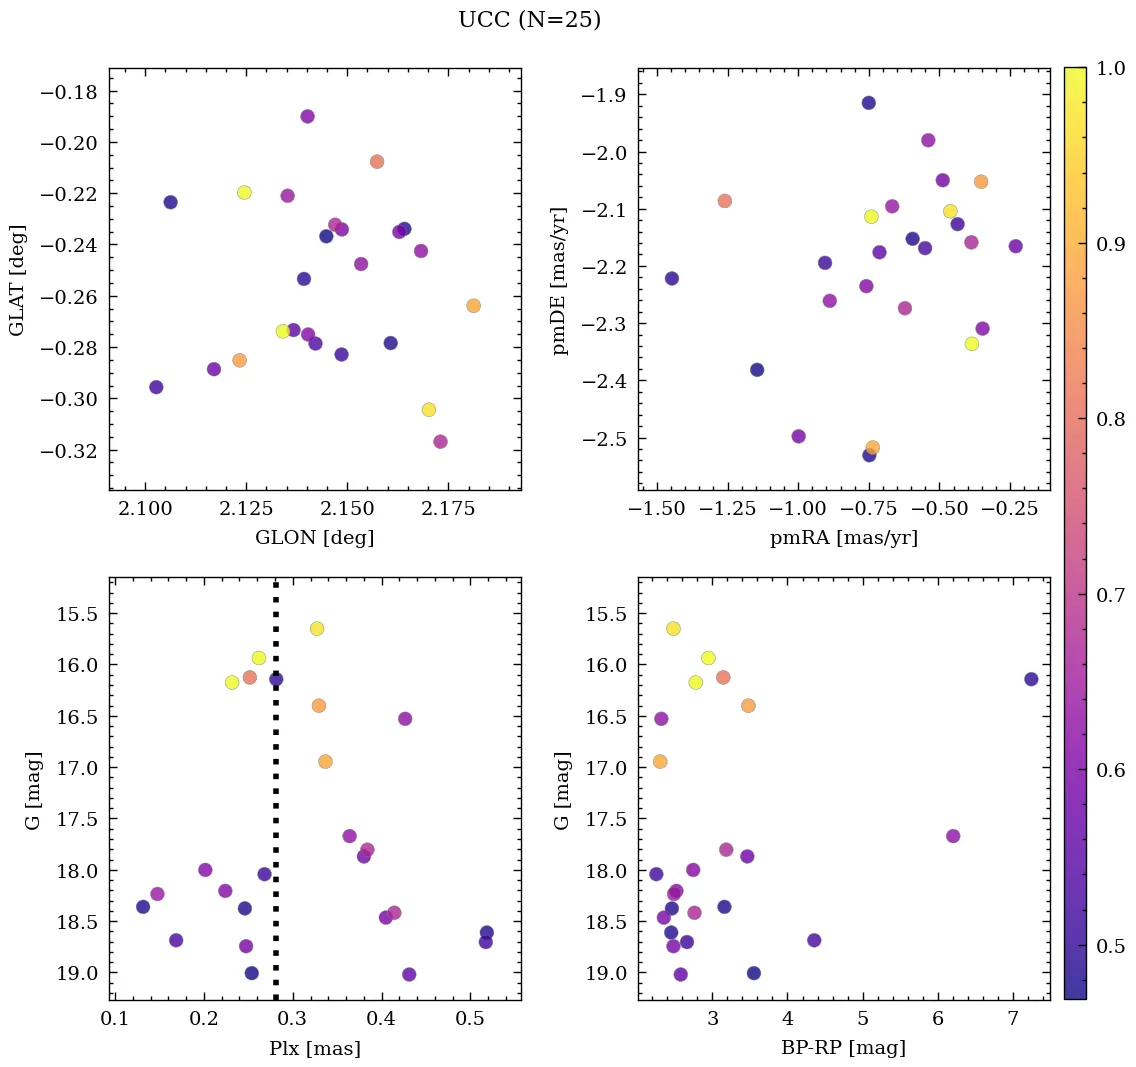 UCC (N=25)
−0.18
−0.20
−0.22
−0.24
−0.26
−0.28
−0.30
−0.32
GLAT [deg]
2.100 2.125 2.150 2.175
GLON [deg]
−1.9
−2.0
−2.1
−2.2
−2.3
−2.4
−2.5
pmDE [mas/yr]
−1.50 −1.25 −1.00 −0.75 −0.50 −0.25
pmRA [mas/yr]
15.5
16.0
16.5
17.0
17.5
18.0
18.5
19.0
G [mag]
0.1 0.2 0.3 0.4 0.5
Plx [mas]
15.5
16.0
16.5
17.0
17.5
18.0
18.5
19.0
G [mag]
3 4 5 6 7
BP-RP [mag]
1.0
0.9
0.8
0.7
0.6
0.5